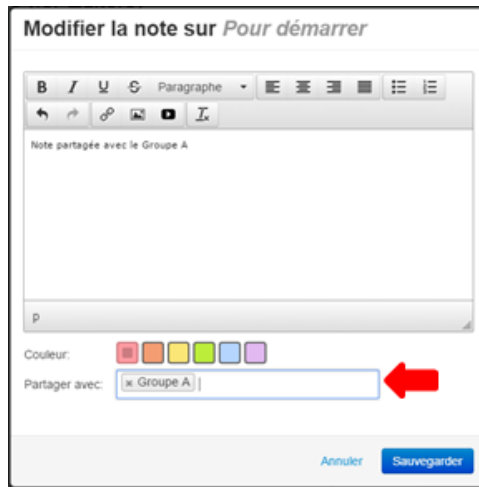 Modifier la note sur Pour démarrer
B I U S Paragraphe
Note partagée avec le Groupe A
p
Couleur:
Partager avec: × Groupe A
Annuler Sauvegarder